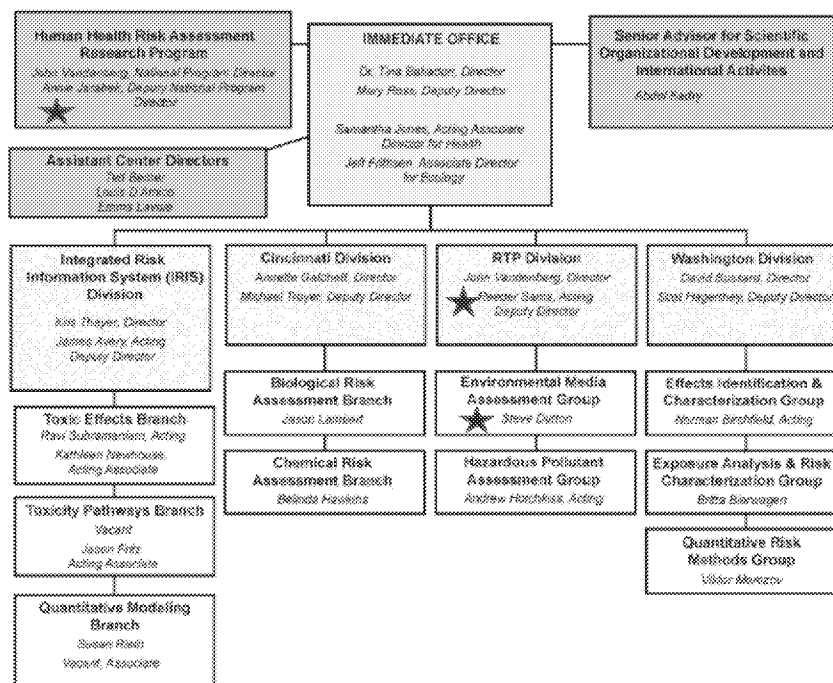 Human Health Risk Assessment
Research Program
John Vandenberg, National Program Director
Annie Jarabek, Deputy National Program
Director
IMMEDIATE OFFICE
Dr. Tina Bahadori, Director
Mary Ross, Deputy Director
Samantha Jones, Acting Associate
Director for Health
Jeff Frithsen, Associate Director
for Ecology
Senior Advisor for Scientific
Organizational Development and
International Activites
Abdel Kadry
Assistant Center Directors
Ted Berner
Louis D'Amico
Emma Lavoie
Integrated Risk
Information System (IRIS)
Division
Kris Thayer, Director
James Avery, Acting
Deputy Director
Cincinnati Division
Annette Gatchett, Director
Michael Troyer, Deputy Director
RTP Division
John Vandenberg, Director
Reeder Sams, Acting
Deputy Director
Washington Division
David Bussard, Director
Scot Hagerthey, Deputy Director
Toxic Effects Branch
Ravi Subramaniam, Acting
Kathleen Newhouse,
Acting Associate
Biological Risk
Assessment Branch
Jason Lambert
Environmental Media
Assessment Group
Steve Dutton
Effects Identification &
Characterization Group
Norman Birchfield, Acting
Chemical Risk
Assessment Branch
Belinda Hawkins
Hazardous Pollutant
Assessment Group
Andrew Hotchkiss, Acting
Exposure Analysis & Risk
Characterization Group
Britta Bierwagen
Toxicity Pathways Branch
Vacant
Jason Fritz
Acting Associate
Quantitative Risk
Methods Group
Viktor Morozov
Quantitative Modeling
Branch
Susan Rieth
Vacant, Associate